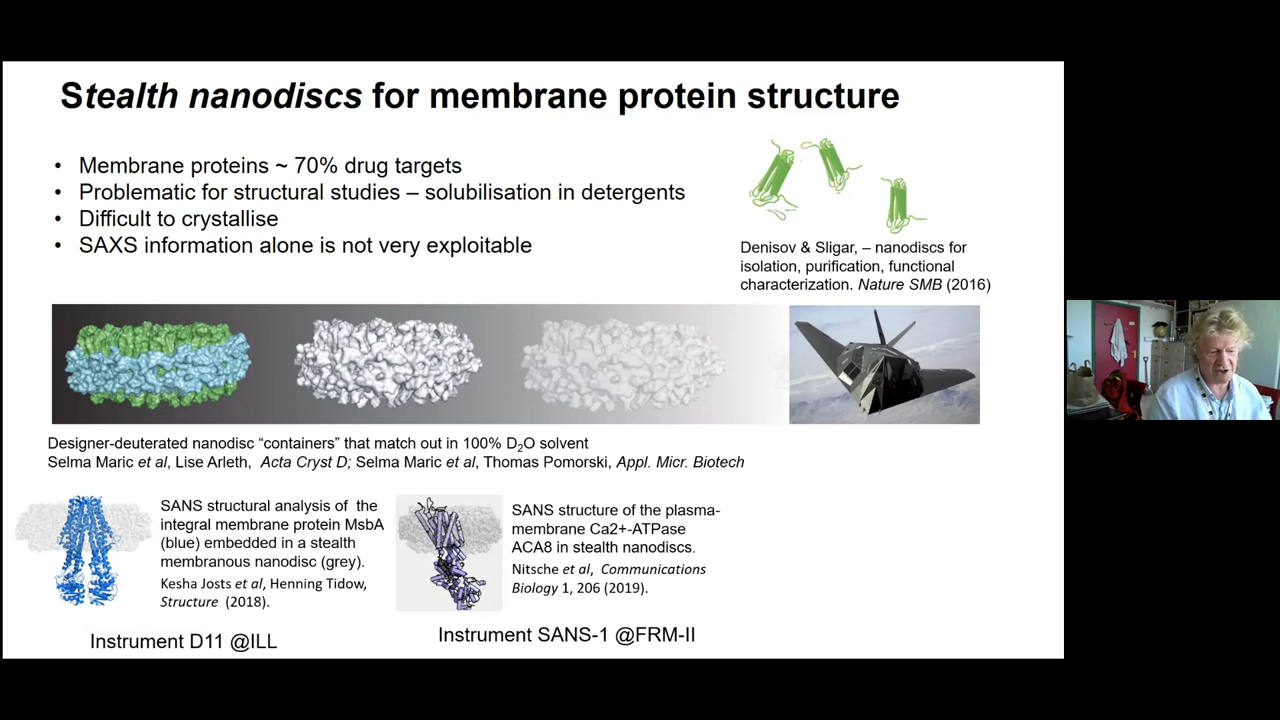 Stealth nanodiscs for membrane protein structure
• Membrane proteins ~ 70% drug targets
• Problematic for structural studies – solubilisation in detergents
• Difficult to crystallise
• SAXS information alone is not very exploitable
Denisov & Sligar, – nanodiscs for
isolation, purification, functional
characterization. Nature SMB (2016)
Designer-deuterated nanodisc “containers” that match out in 100% D₂O solvent
Selma Maric et al, Lise Arleth, Acta Cryst D; Selma Maric et al, Thomas Pomorski, Appl. Micr. Biotech
SANS structural analysis of the
integral membrane protein MsbA
(blue) embedded in a stealth
membranous nanodisc (grey).
Kesha Josts et al, Henning Tidow,
Structure (2018).
Instrument D11 @ILL
SANS structure of the plasma-
membrane Ca2+-ATPase
ACA8 in stealth nanodiscs.
Nitsche et al, Communications
Biology 1, 206 (2019).
Instrument SANS-1 @FRM-II